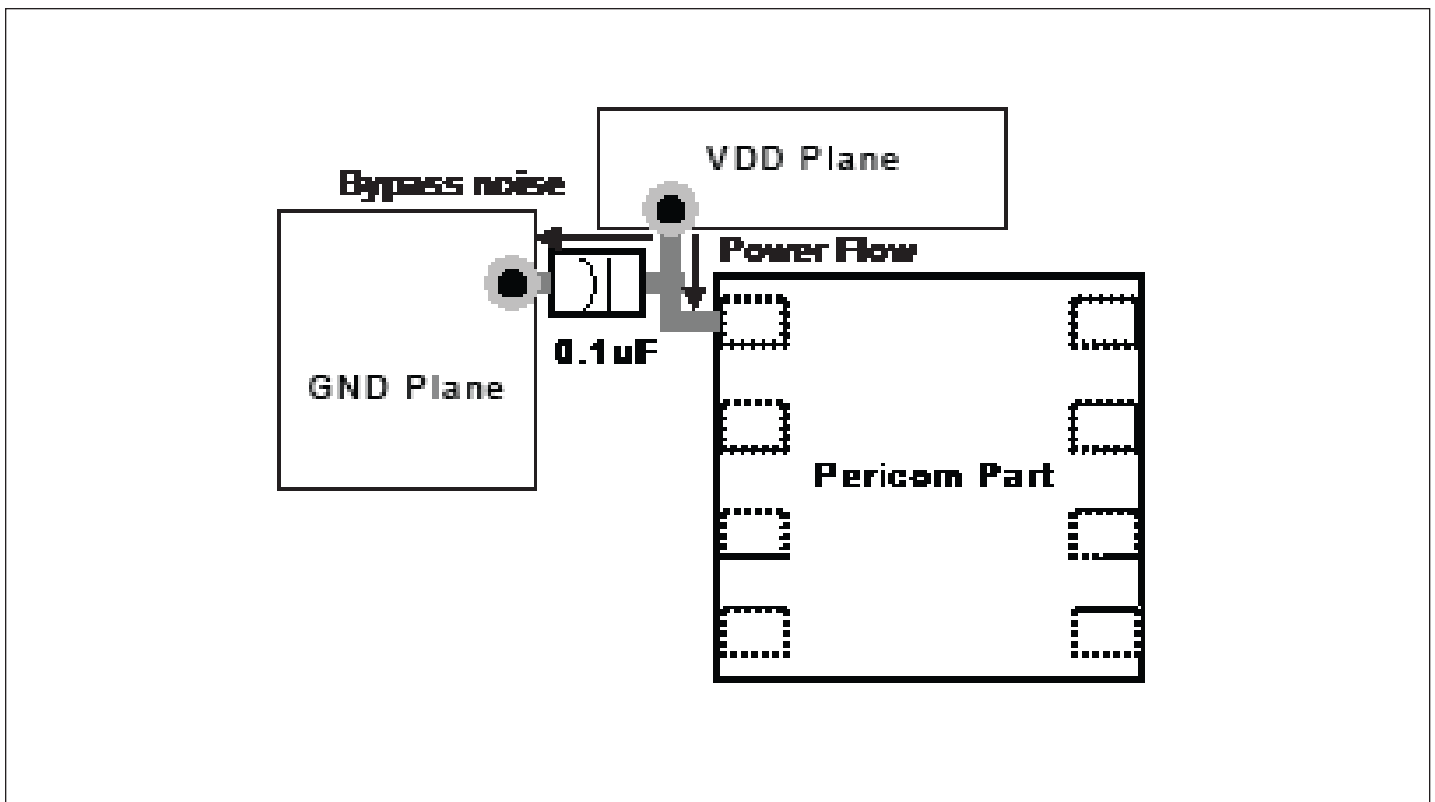 VDD Plane
Bypass noise
Power Flow
0.1uF
GND Plane
Pericom Part